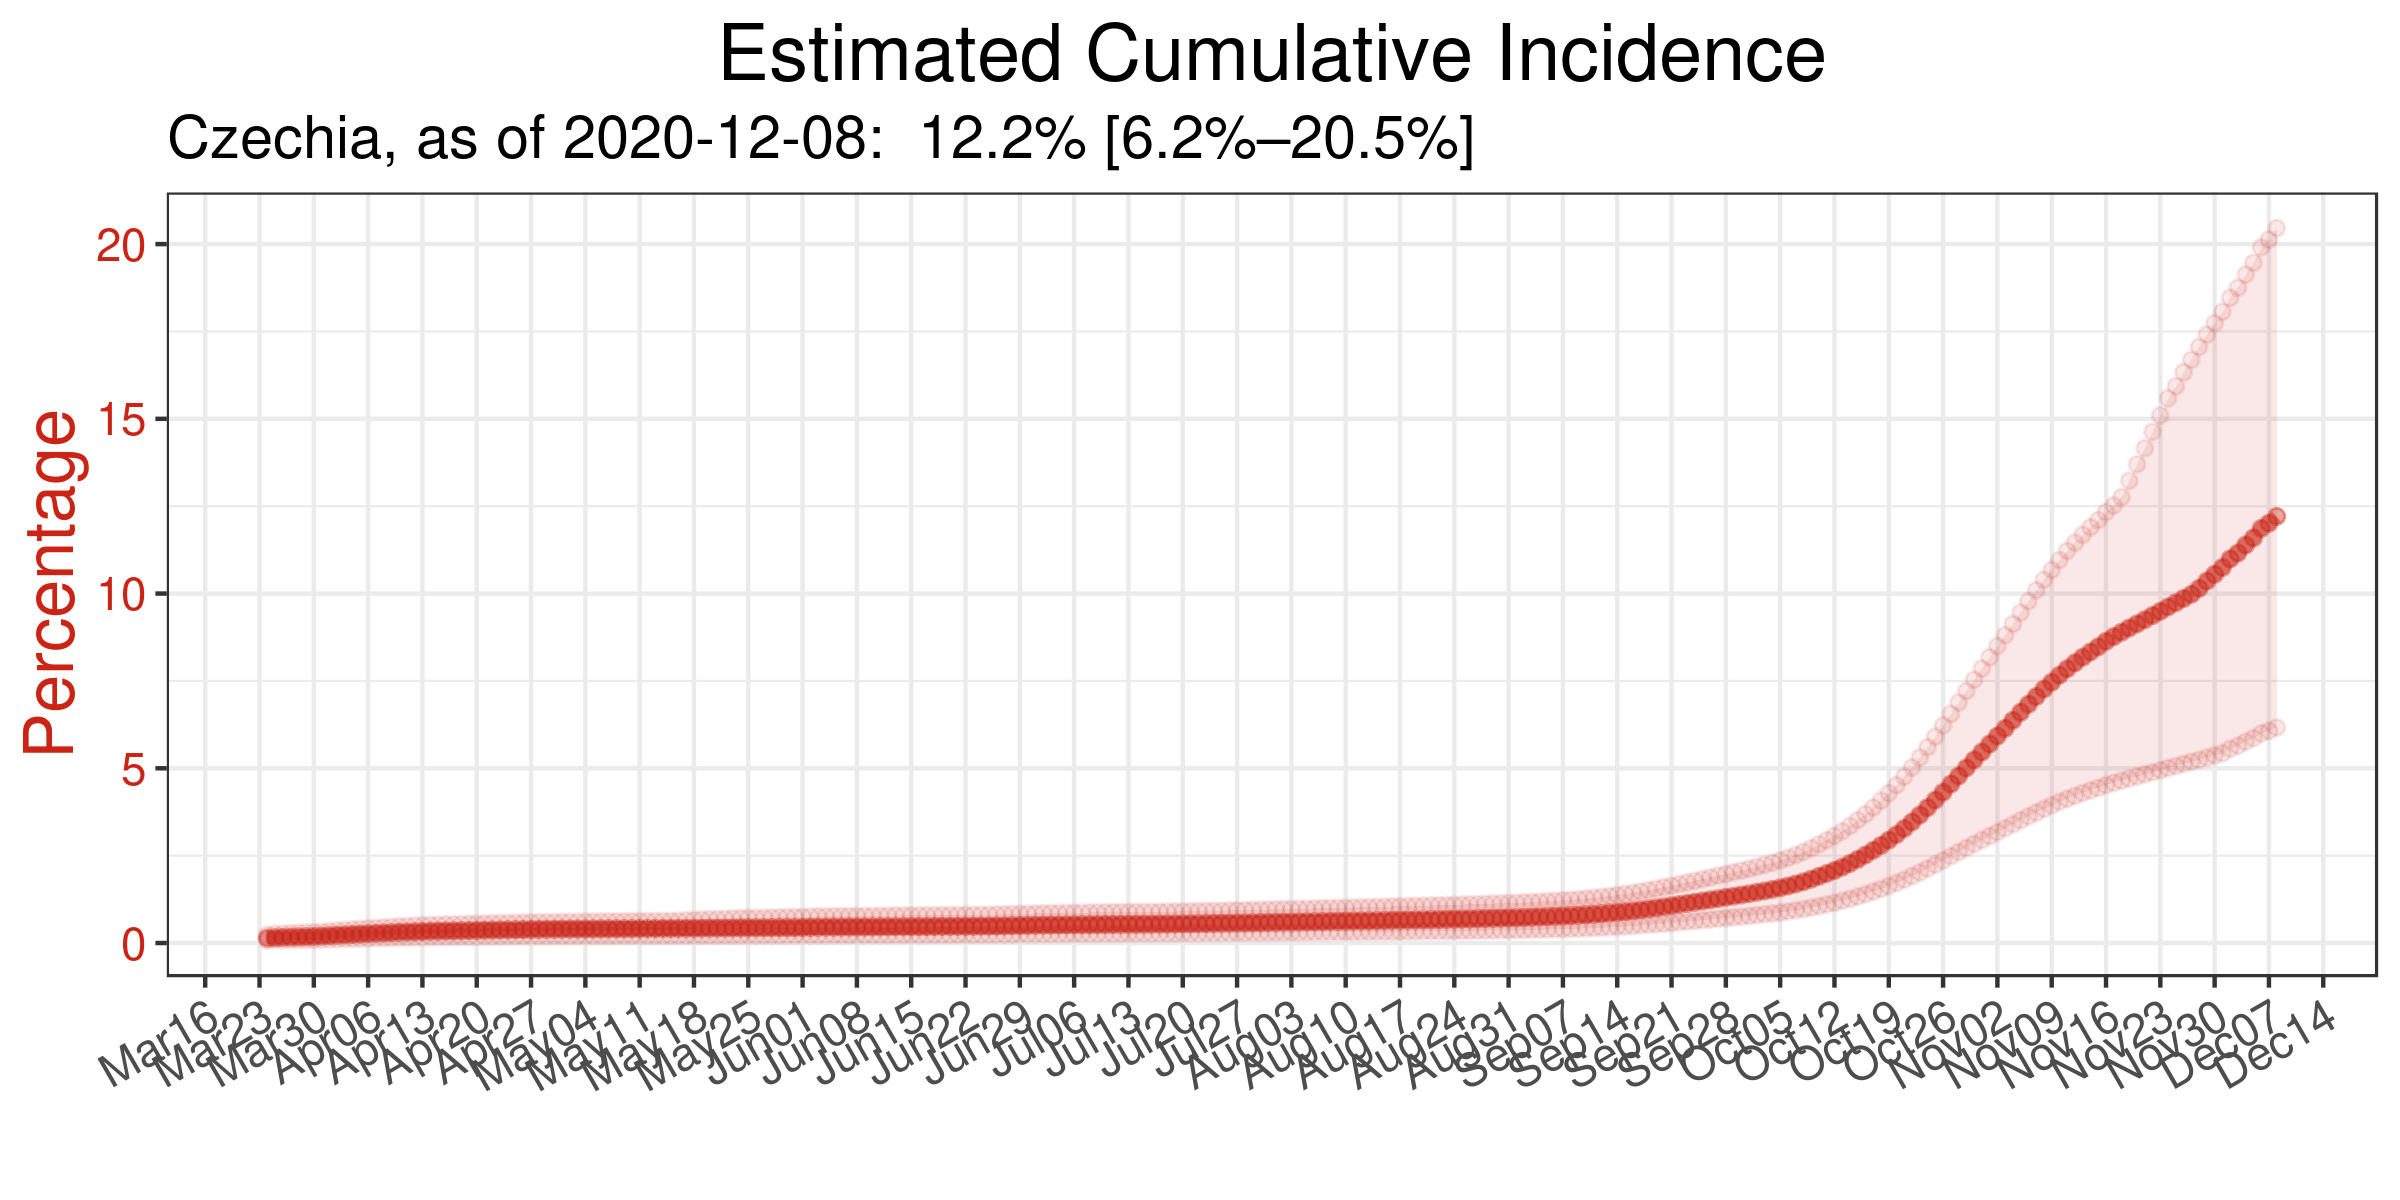 Estimated Cumulative Incidence
Czechia, as of 2020-12-08:  12.2% [6.2%–20.5%]
Percentage
20
15
10
5
0
Mar16
Mar23
Mar30
Apr06
Apr13
Apr20
Apr27
May04
May11
May18
May25
Jun01
Jun08
Jun15
Jun22
Jun29
Jul06
Jul13
Jul20
Jul27
Aug03
Aug10
Aug17
Aug24
Aug31
Sep07
Sep14
Sep21
Sep28
Oct05
Oct12
Oct19
Oct26
Nov02
Nov09
Nov16
Nov23
Nov30
Dec07
Dec14